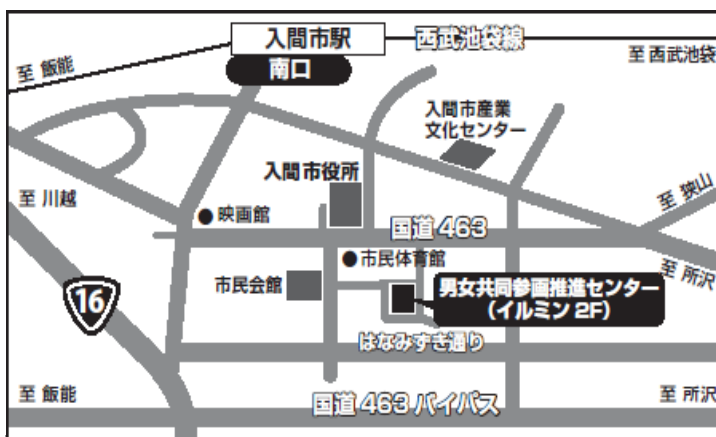 入間市駅
西武池袋線
南口
至 飯能
至 西武池袋
入間市産業
文化センター
入間市役所
至 川越
至 狭山
●映画館
国道 463
●市民体育館
至 所沢
市民会館
男女共同参画推進センター
（イルミン 2F）
16
はなみずき通り
至 飯能
国道 463 バイパス
至 所沢